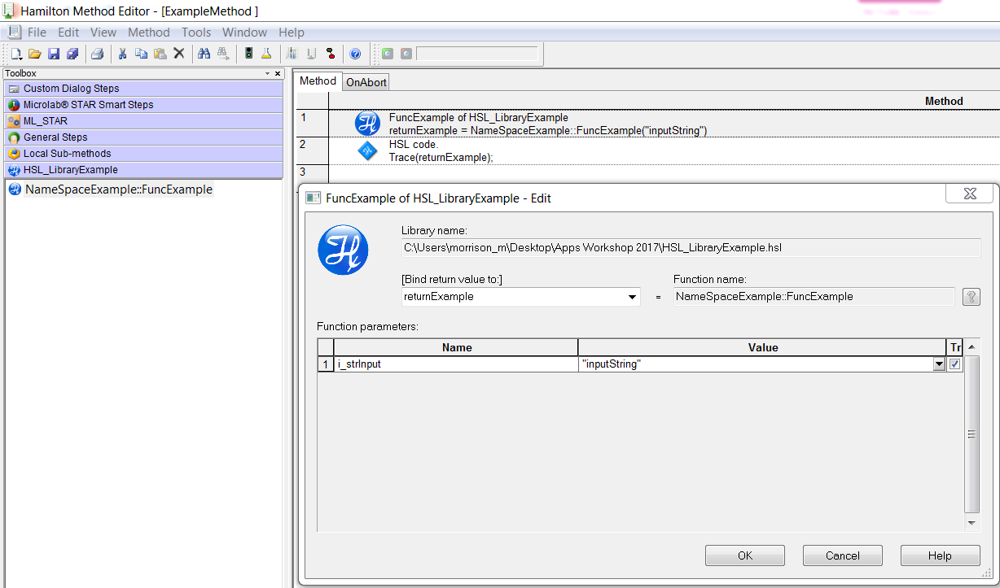 Hamilton Method Editor - [ExampleMethod ]
File Edit View Method Tools Window Help
Toolbox
Custom Dialog Steps
Microlab® STAR Smart Steps
ML_STAR
General Steps
Local Sub-methods
HSL_LibraryExample
NameSpaceExample::FuncExample
Method OnAbort
Method
1 FuncExample of HSL_LibraryExample
returnExample = NameSpaceExample::FuncExample("inputString")
2 HSL code.
Trace(returnExample);
3
FuncExample of HSL_LibraryExample - Edit
Library name:
C:\Users\morrison_m\Desktop\Apps Workshop 2017\HSL_LibraryExample.hsl
[Bind return value to:] Function name:
returnExample = NameSpaceExample::FuncExample ?
Function parameters:
Name Value Tr
1 i_strInput "inputString"
OK Cancel Help